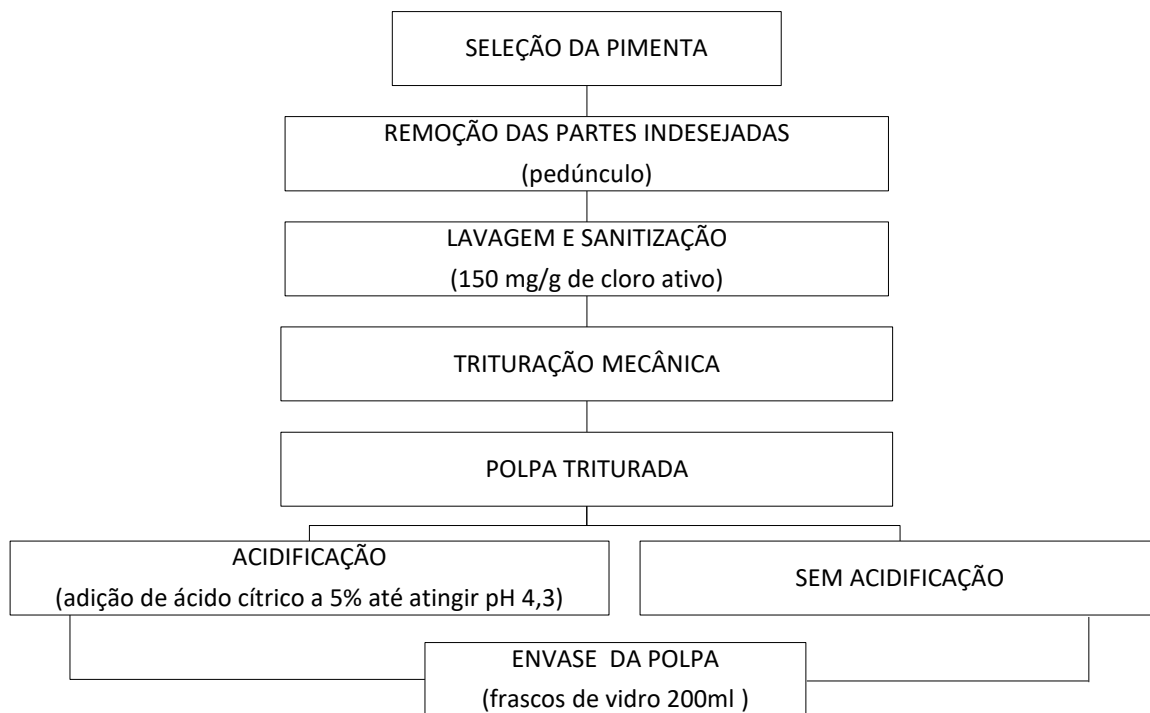 SELEÇÃO DA PIMENTA
REMOÇÃO DAS PARTES INDESEJADAS
(pedúnculo)
LAVAGEM E SANITIZAÇÃO
(150 mg/g de cloro ativo)
TRITURAÇÃO MECÂNICA
POLPA TRITURADA
ACIDIFICAÇÃO
(adição de ácido cítrico a 5% até atingir pH 4,3)
SEM ACIDIFICAÇÃO
ENVASE DA POLPA
(frascos de vidro 200ml )